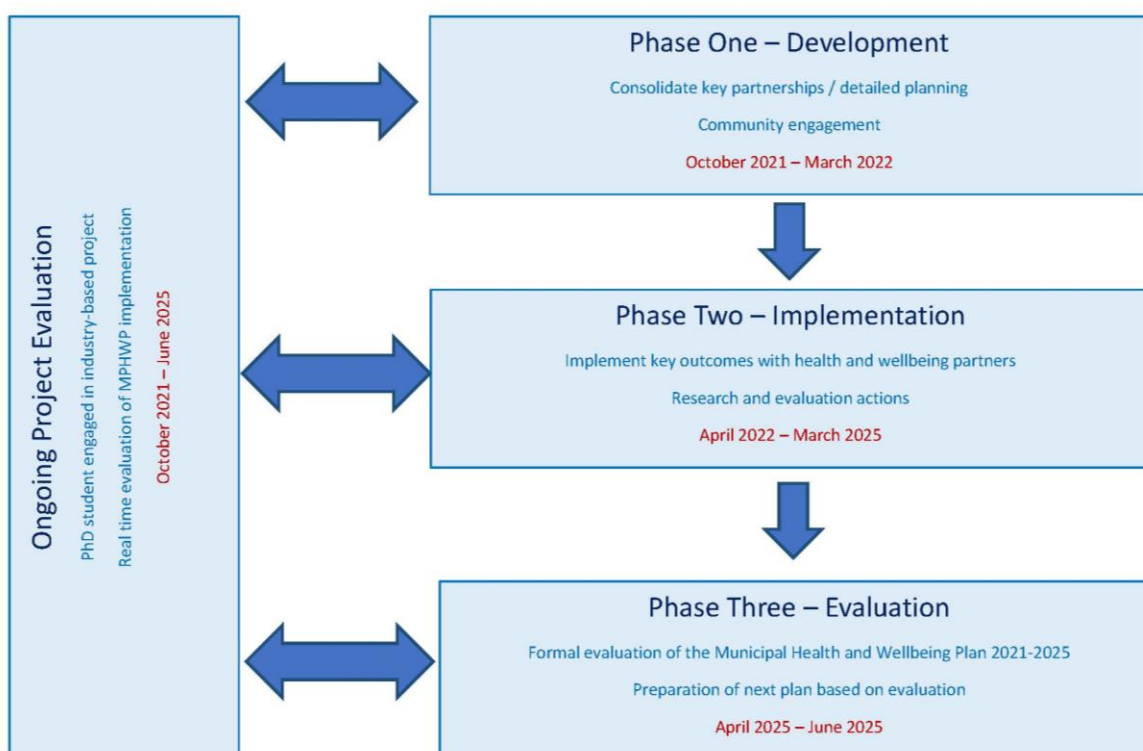 Ongoing Project Evaluation
PhD student engaged in industry-based project
Real time evaluation of MPHWP implementation
October 2021 – June 2025
Phase One – Development
Consolidate key partnerships / detailed planning
Community engagement
October 2021 – March 2022
Phase Two – Implementation
Implement key outcomes with health and wellbeing partners
Research and evaluation actions
April 2022 – March 2025
Phase Three – Evaluation
Formal evaluation of the Municipal Health and Wellbeing Plan 2021-2025
Preparation of next plan based on evaluation
April 2025 – June 2025